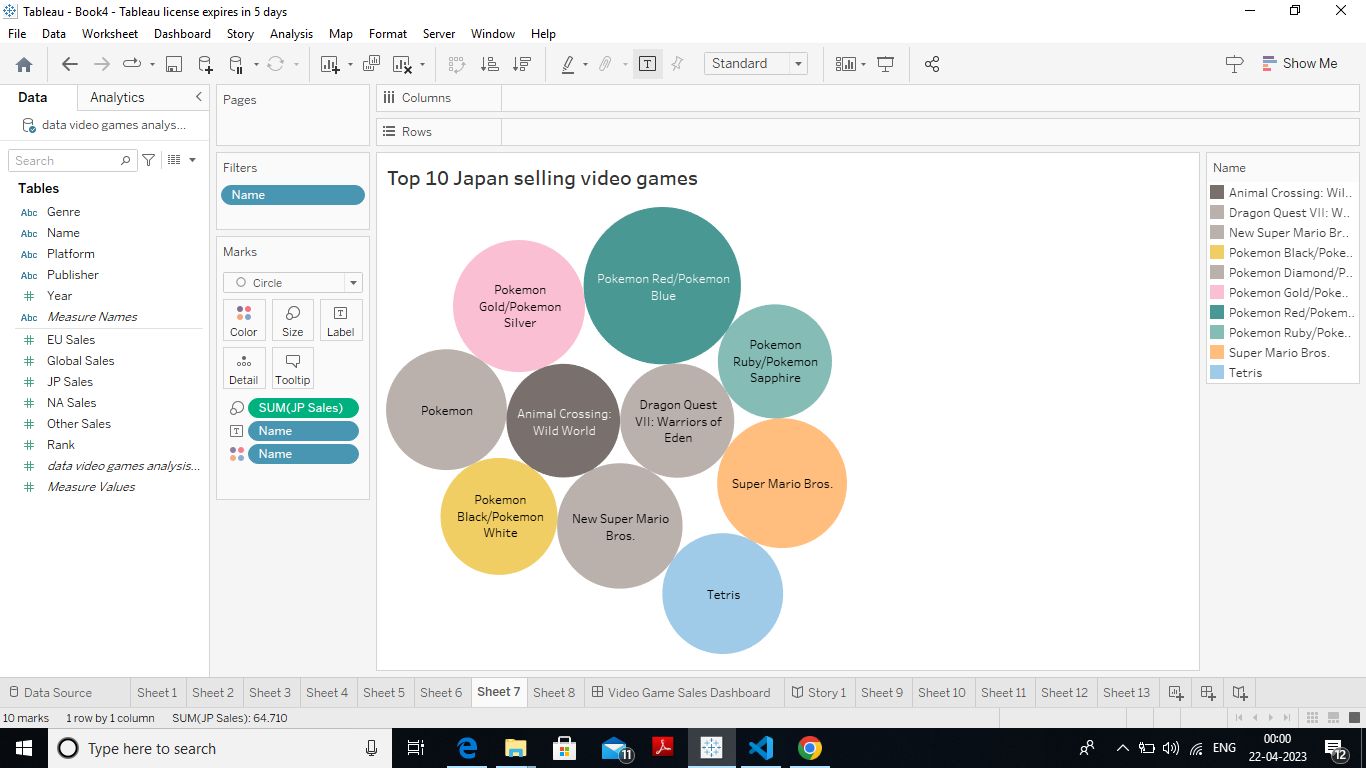 Tableau - Book4 - Tableau license expires in 5 days
File Data Worksheet Dashboard Story Analysis Map Format Server Window Help
Standard
Show Me
Data Analytics
data video games analys...
Search
Tables
Abc Genre
Abc Name
Abc Platform
Abc Publisher
Year
Abc Measure Names
EU Sales
Global Sales
JP Sales
NA Sales
Other Sales
Rank
data video games analysis...
Measure Values
Pages
Filters
Name
Marks
Circle
Color Size Label
Detail Tooltip
SUM(JP Sales)
Name
Name
Columns
Rows
Top 10 Japan selling video games
Pokemon
Gold/Pokemon
Silver
Pokemon Red/Pokemon
Blue
Pokemon
Ruby/Pokemon
Sapphire
Pokemon
Animal Crossing:
Wild World
Dragon Quest
VII: Warriors of
Eden
Super Mario Bros.
Pokemon
Black/Pokemon
White
New Super Mario
Bros.
Tetris
Name
Animal Crossing: Wil..
Dragon Quest VII: W..
New Super Mario Br..
Pokemon Black/Poke..
Pokemon Diamond/P..
Pokemon Gold/Poke..
Pokemon Red/Pokem..
Pokemon Ruby/Poke..
Super Mario Bros.
Tetris
Data Source Sheet 1 Sheet 2 Sheet 3 Sheet 4 Sheet 5 Sheet 6 Sheet 7 Sheet 8 Video Game Sales Dashboard Story 1 Sheet 9 Sheet 10 Sheet 11 Sheet 12 Sheet 13
10 marks 1 row by 1 column SUM(JP Sales): 64.710
Type here to search
11
ENG
00:00
22-04-2023
12